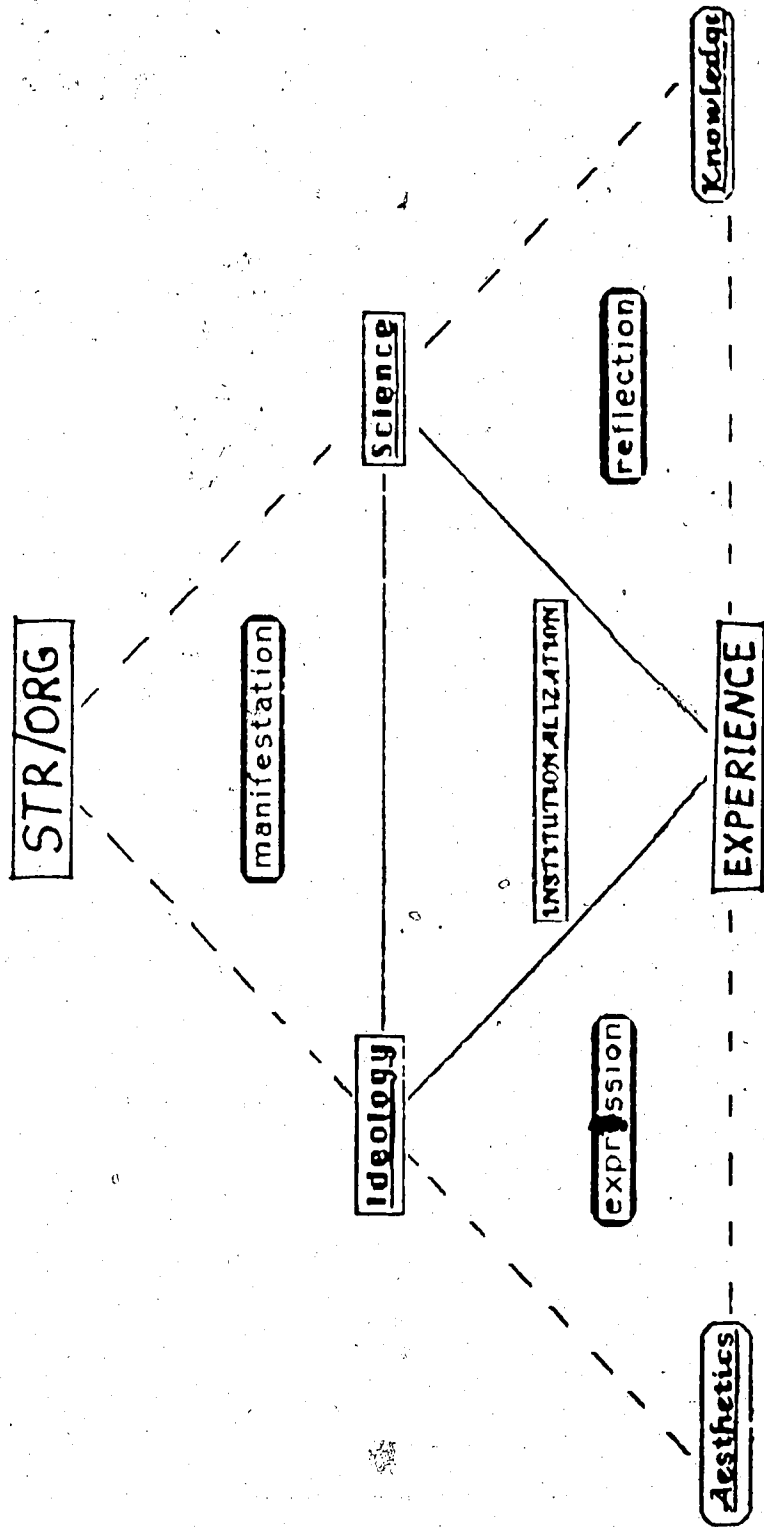 STR/ORG
manifestation
Ideology
Science
INSTITUTIONALIZATION
expression
reflection
Aesthetics
EXPERIENCE
Knowledge